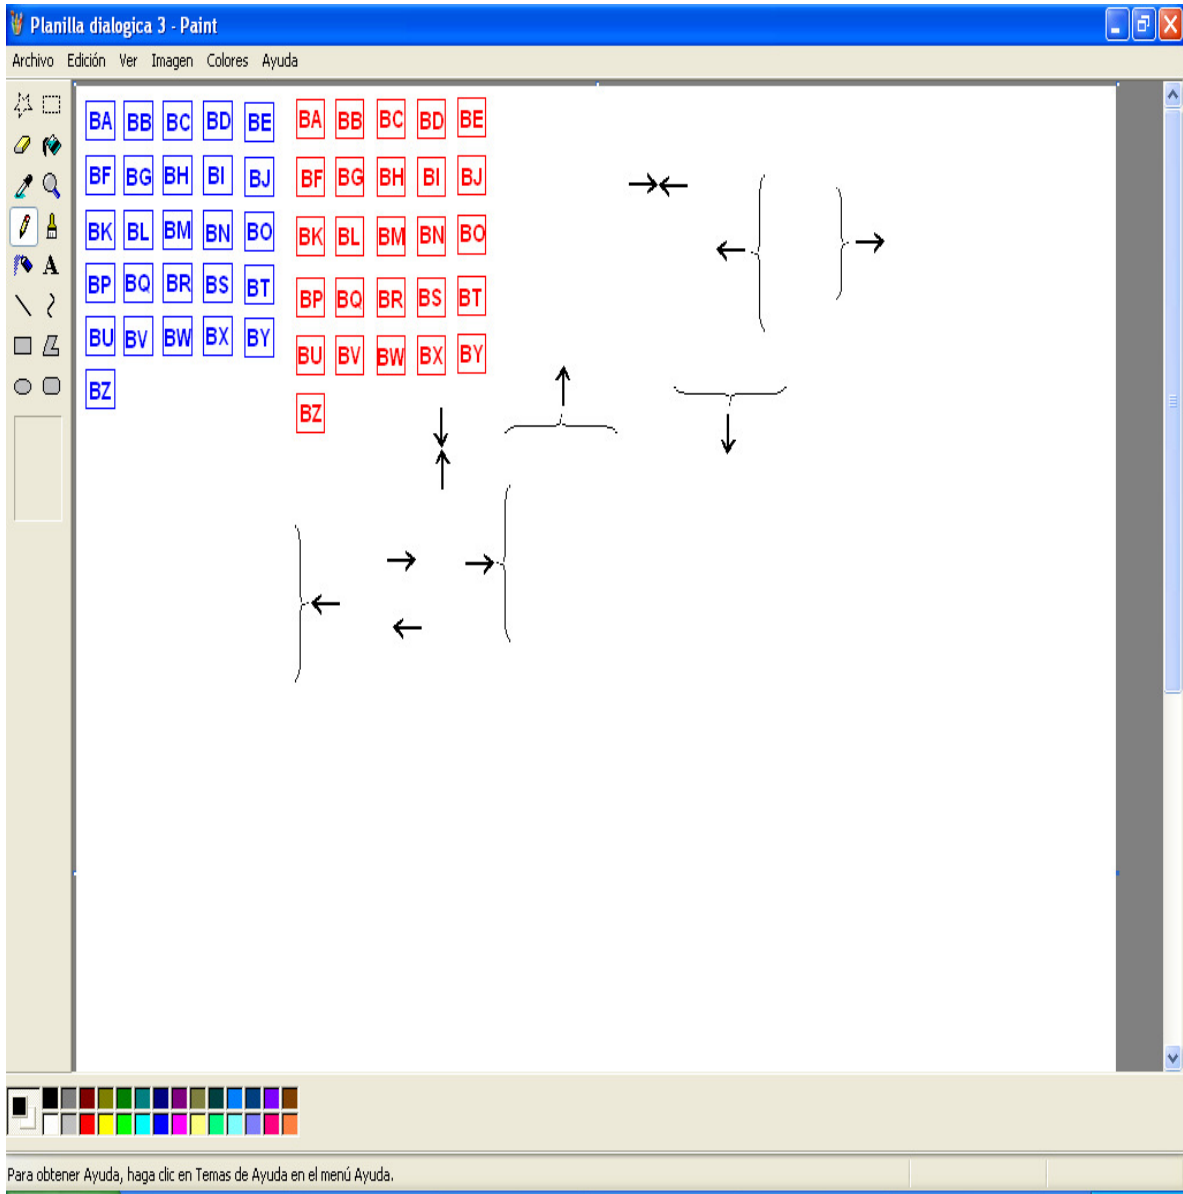 Planilla dialogica 3 - Paint
Archivo Edición Ver Imagen Colores Ayuda
BA BB BC BD BE BA BB BC BD BE
BF BG BH BI BJ BF BG BH BI BJ
BK BL BM BN BO BK BL BM BN BO
BP BQ BR BS BT BP BQ BR BS BT
BU BV BW BX BY BU BV BW BX BY
BZ BZ
A
Para obtener Ayuda, haga clic en Temas de Ayuda en el menú Ayuda.